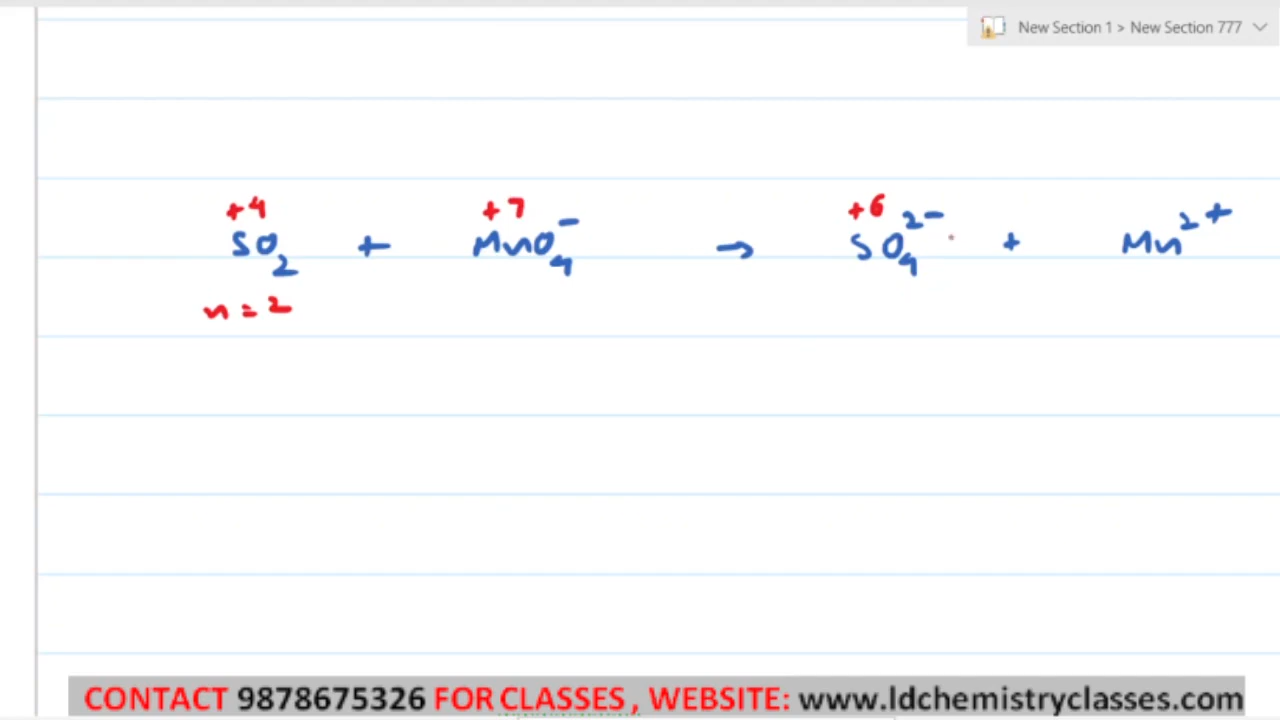 New Section 1 > New Section 777
+4 +7 +6
SO2 + MnO4− → SO4 2− + Mn2+
n = 2
CONTACT 9878675326 FOR CLASSES , WEBSITE: www.ldchemistryclasses.com